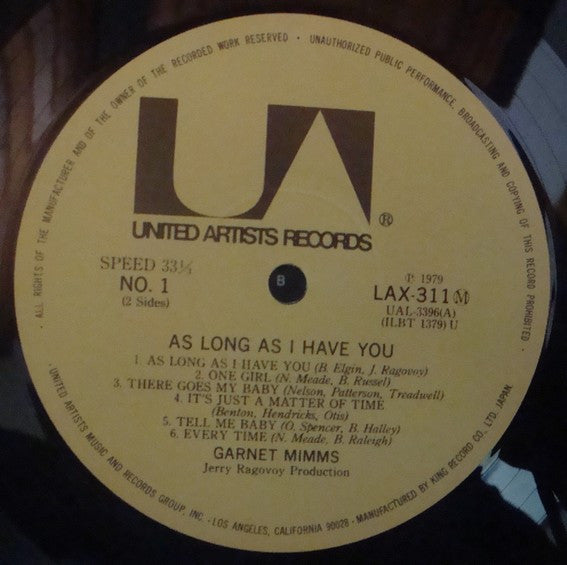 ALL RIGHTS OF THE MANUFACTURER AND OF THE OWNER OF THE RECORDED WORK RESERVED · UNAUTHORIZED PUBLIC PERFORMANCE, BROADCASTING AND COPYING OF THIS RECORD PROHIBITED ·
UA
®
UNITED ARTISTS RECORDS
SPEED 33⅓
NO. 1
(2 Sides)
B
Ⓟ 1979
LAX-311 Ⓜ
UAL-3396(A)
(ILBT 1379) U
AS LONG AS I HAVE YOU
1. AS LONG AS I HAVE YOU (B. Elgin, J. Ragovoy)
2. ONE GIRL (N. Meade, B. Russel)
3. THERE GOES MY BABY (Nelson, Patterson, Treadwell)
4. IT'S JUST A MATTER OF TIME
(Benton, Hendricks, Otis)
5. TELL ME BABY (O. Spencer, B. Halley)
6. EVERY TIME (N. Meade, B. Raleigh)
GARNET MIMMS
Jerry Ragovoy Production
· UNITED ARTISTS MUSIC AND RECORDS GROUP, INC. · LOS ANGELES, CALIFORNIA 90028 · MANUFACTURED BY KING RECORD CO., LTD. JAPAN.